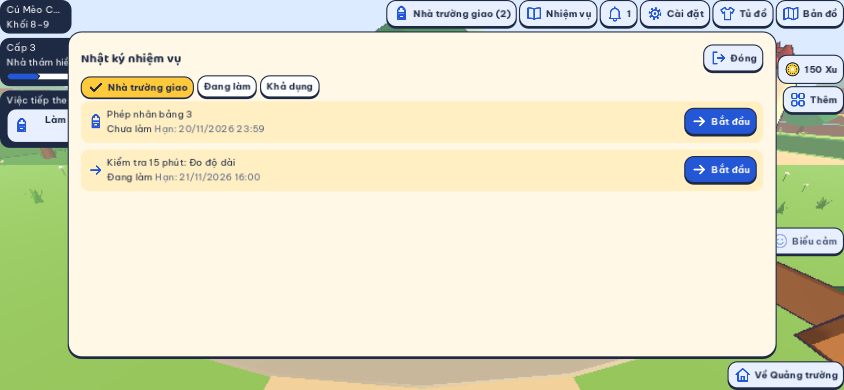 Cú Mèo C...
Khối 8-9
Nhà trường giao (2)
Nhiệm vụ
1
Cài đặt
Tủ đồ
Bản đồ
Cấp 3
Nhà thám hiể
150 Xu
Thêm
Việc tiếp the
Làm
Nhật ký nhiệm vụ
Đóng
Nhà trường giao
Đang làm
Khả dụng
Phép nhân bảng 3
Chưa làm Hạn: 20/11/2026 23:59
Bắt đầu
Kiểm tra 15 phút: Đo độ dài
Đang làm Hạn: 21/11/2026 16:00
Bắt đầu
Biểu cảm
Về Quảng trường